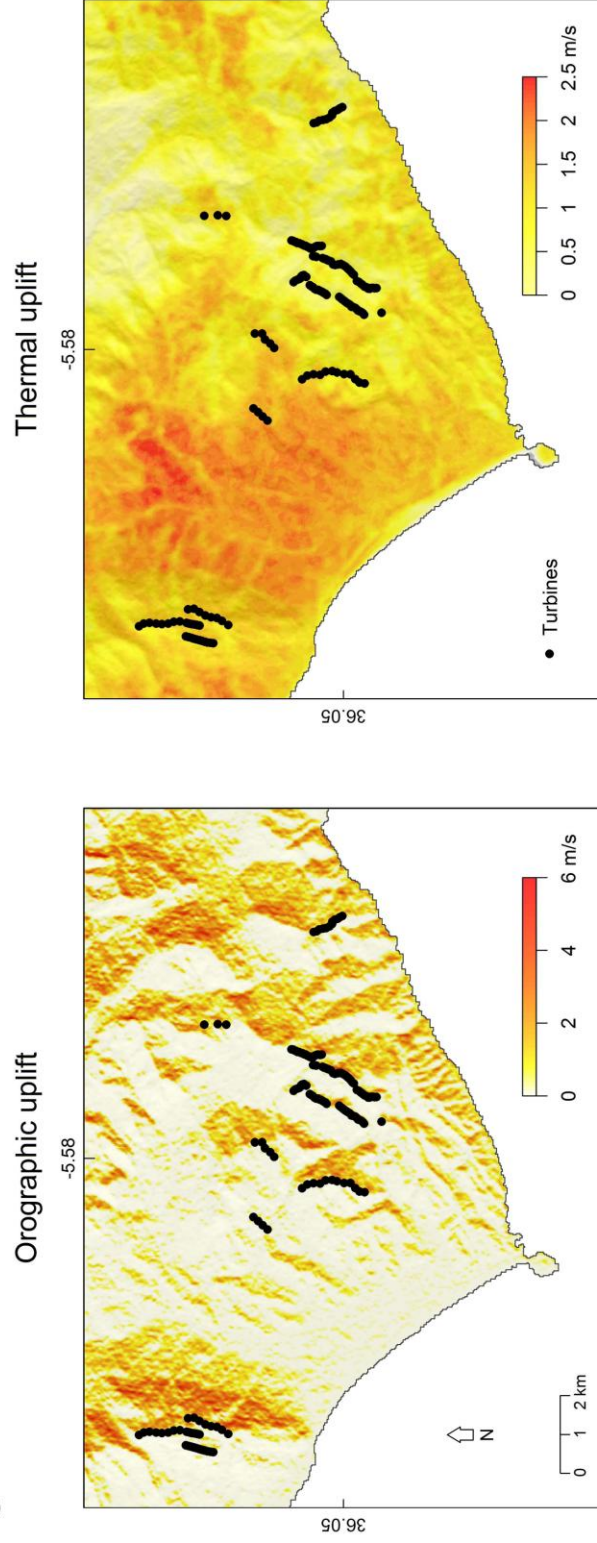 Orographic uplift
-5.58
36.05
0 2 4 6 m/s
N
0 1 2 km
Thermal uplift
-5.58
36.05
0 0.5 1 1.5 2 2.5 m/s
Turbines